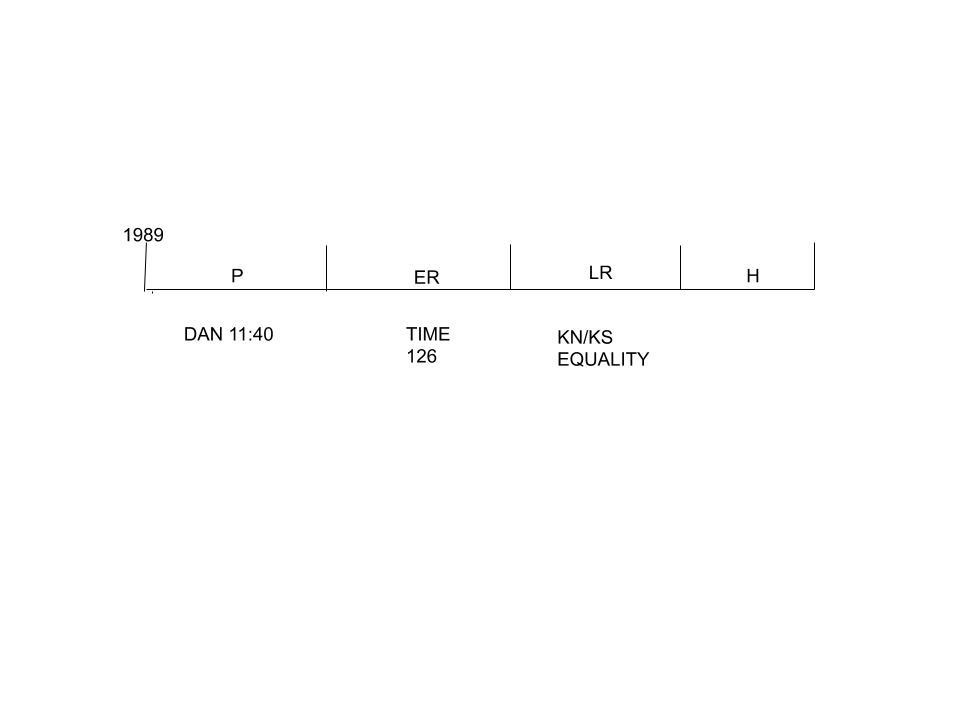 1989
P
ER
LR
H
DAN 11:40
TIME
126
KN/KS
EQUALITY